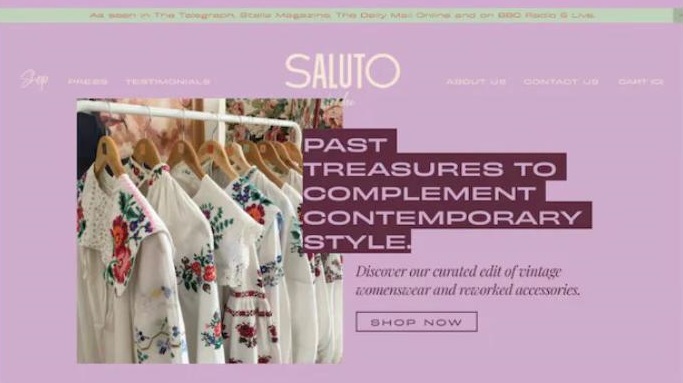 As seen in The Telegraph, Stella Magazine, The Daily Mail Online and on BBC Radio 5 Live.
SALUTO
Shop PRESS TESTIMONIALS ABOUT US CONTACT US CART
PAST
TREASURES TO
COMPLEMENT
CONTEMPORARY
STYLE.
Discover our curated edit of vintage
womenswear and reworked accessories.
SHOP NOW